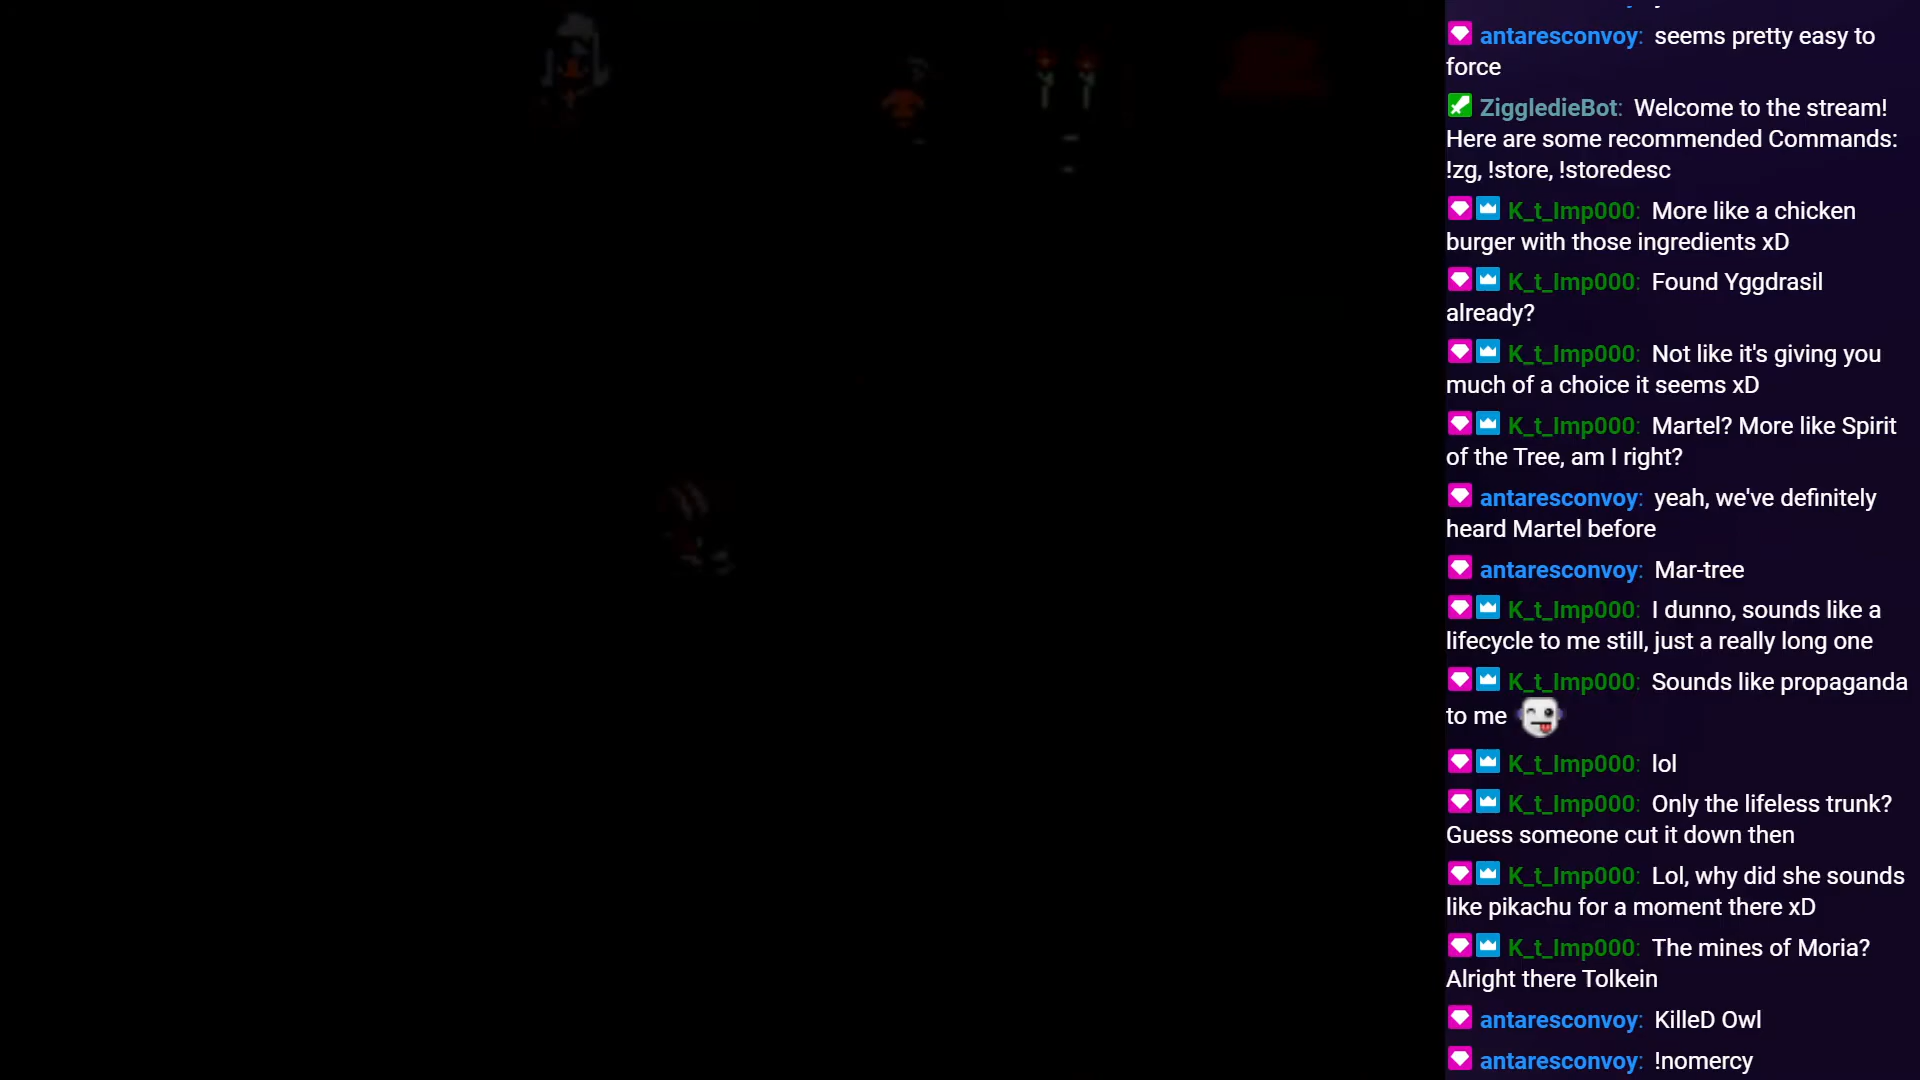 antaresconvoy: seems pretty easy to
force
ZiggledieBot: Welcome to the stream!
Here are some recommended Commands:
!zg, !store, !storedesc
K_t_Imp000: More like a chicken
burger with those ingredients xD
K_t_Imp000: Found Yggdrasil
already?
K_t_Imp000: Not like it's giving you
much of a choice it seems xD
K_t_Imp000: Martel? More like Spirit
of the Tree, am I right?
antaresconvoy: yeah, we've definitely
heard Martel before
antaresconvoy: Mar-tree
K_t_Imp000: I dunno, sounds like a
lifecycle to me still, just a really long one
K_t_Imp000: Sounds like propaganda
to me
K_t_Imp000: lol
K_t_Imp000: Only the lifeless trunk?
Guess someone cut it down then
K_t_Imp000: Lol, why did she sounds
like pikachu for a moment there xD
K_t_Imp000: The mines of Moria?
Alright there Tolkein
antaresconvoy: KilleD Owl
antaresconvoy: !nomercy